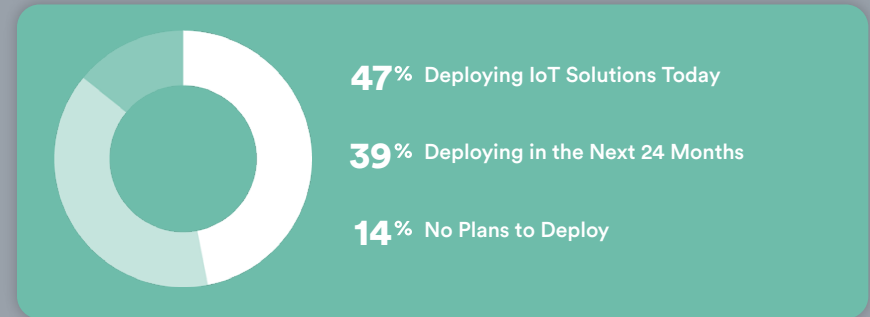 47% Deploying IoT Solutions Today
39% Deploying in the Next 24 Months
14% No Plans to Deploy